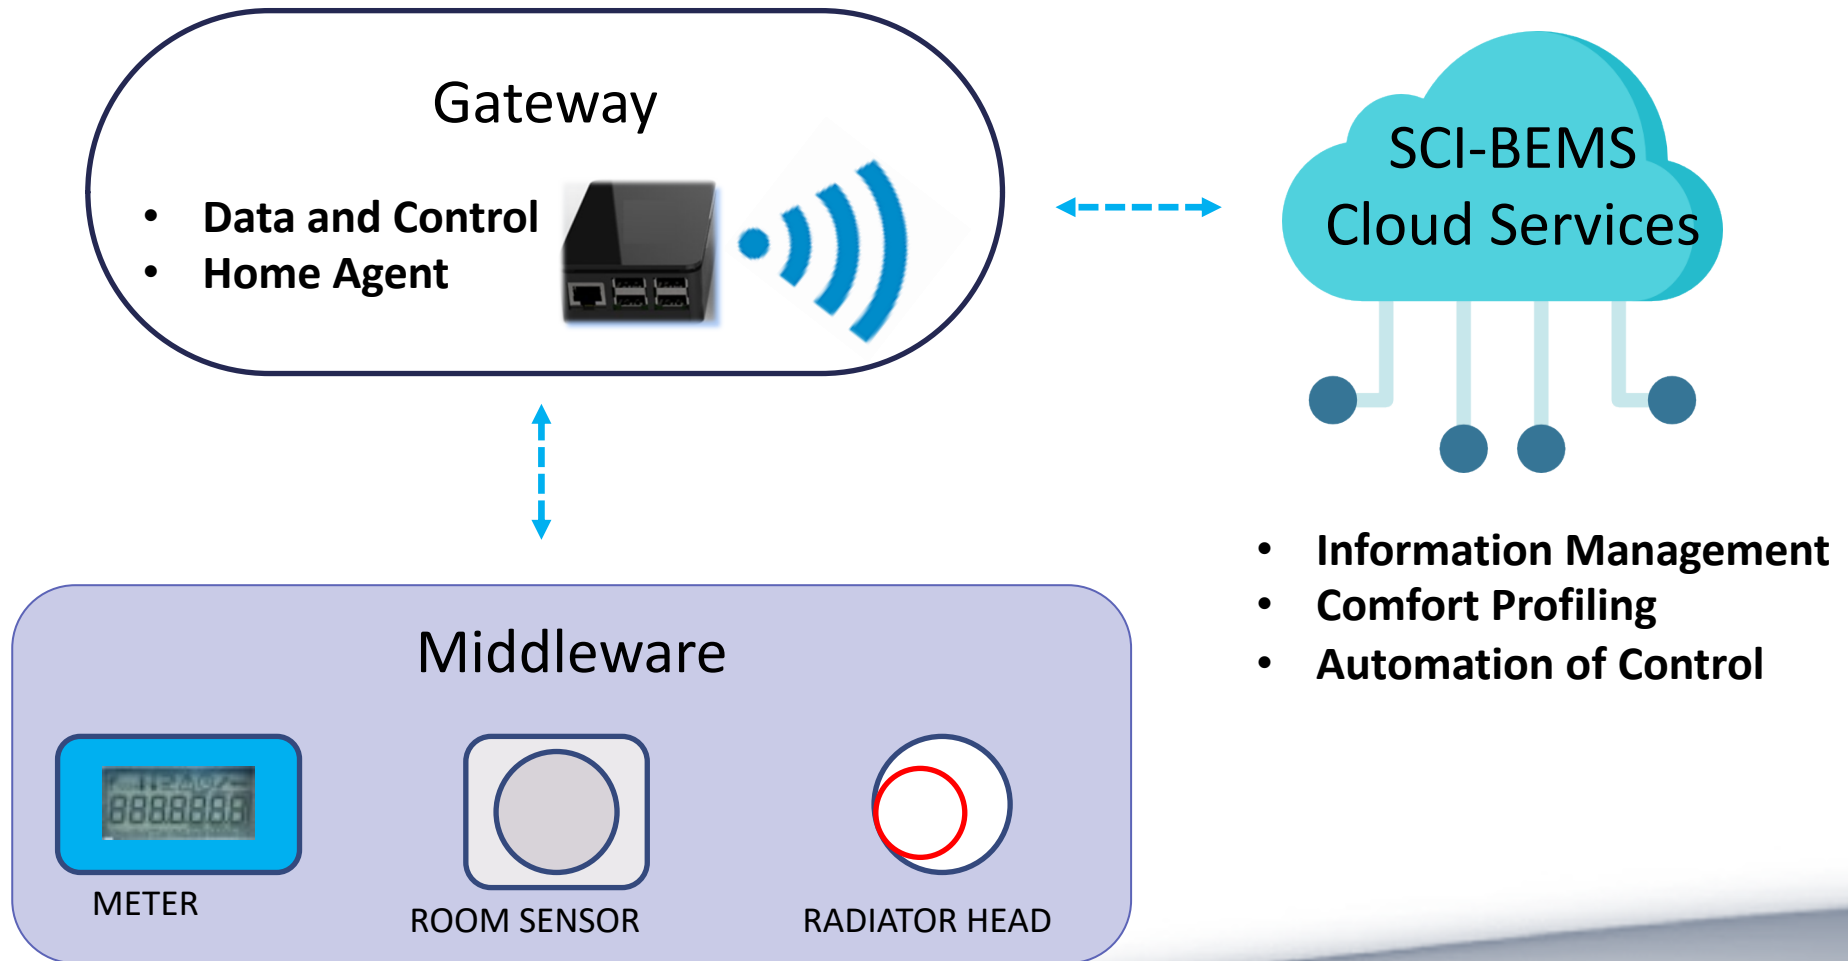 Gateway
• Data and Control
• Home Agent
SCI-BEMS
Cloud Services
• Information Management
• Comfort Profiling
• Automation of Control
Middleware
METER
ROOM SENSOR
RADIATOR HEAD